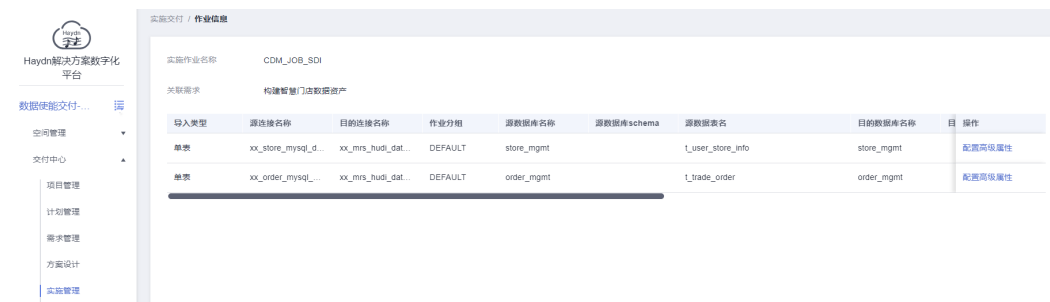 实施交付 / 作业信息
Haydn
Haydn解决方案数字化
平台
数据使能交付-...
空间管理
交付中心
项目管理
计划管理
需求管理
方案设计
实施管理
实施作业名称 CDM_JOB_SDI
关联需求 构建智慧门店数据资产
导入类型 源连接名称 目的连接名称 作业分组 源数据库名称 源数据库schema 源数据表名 目的数据库名称 目 操作
单表 xx_store_mysql_d... xx_mrs_hudi_dat... DEFAULT store_mgmt t_user_store_info store_mgmt 配置高级属性
单表 xx_order_mysql_... xx_mrs_hudi_dat... DEFAULT order_mgmt t_trade_order order_mgmt 配置高级属性